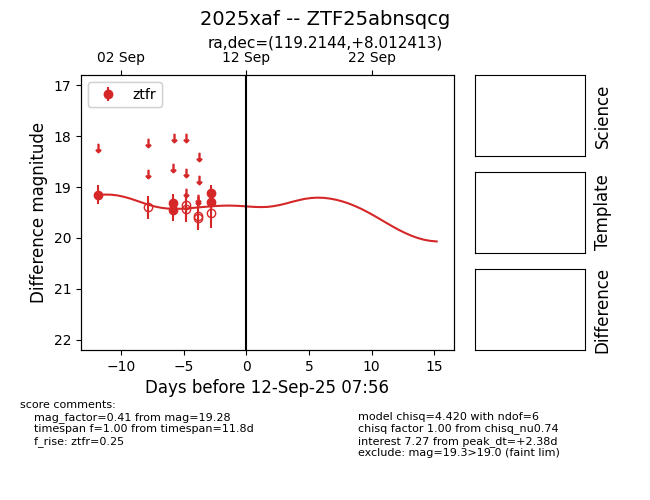 2025xaf -- ZTF25abnsqcg
ra,dec=(119.2144,+8.012413)
02 Sep
12 Sep
22 Sep
ztfr
17
18
19
20
21
22
Difference magnitude
−10
−5
0
5
10
15
Days before 12-Sep-25 07:56
Science
Template
Difference
score comments:
mag_factor=0.41 from mag=19.28
timespan f=1.00 from timespan=11.8d
f_rise: ztfr=0.25
model chisq=4.420 with ndof=6
chisq factor 1.00 from chisq_nu0.74
interest 7.27 from peak_dt=+2.38d
exclude: mag=19.3>19.0 (faint lim)